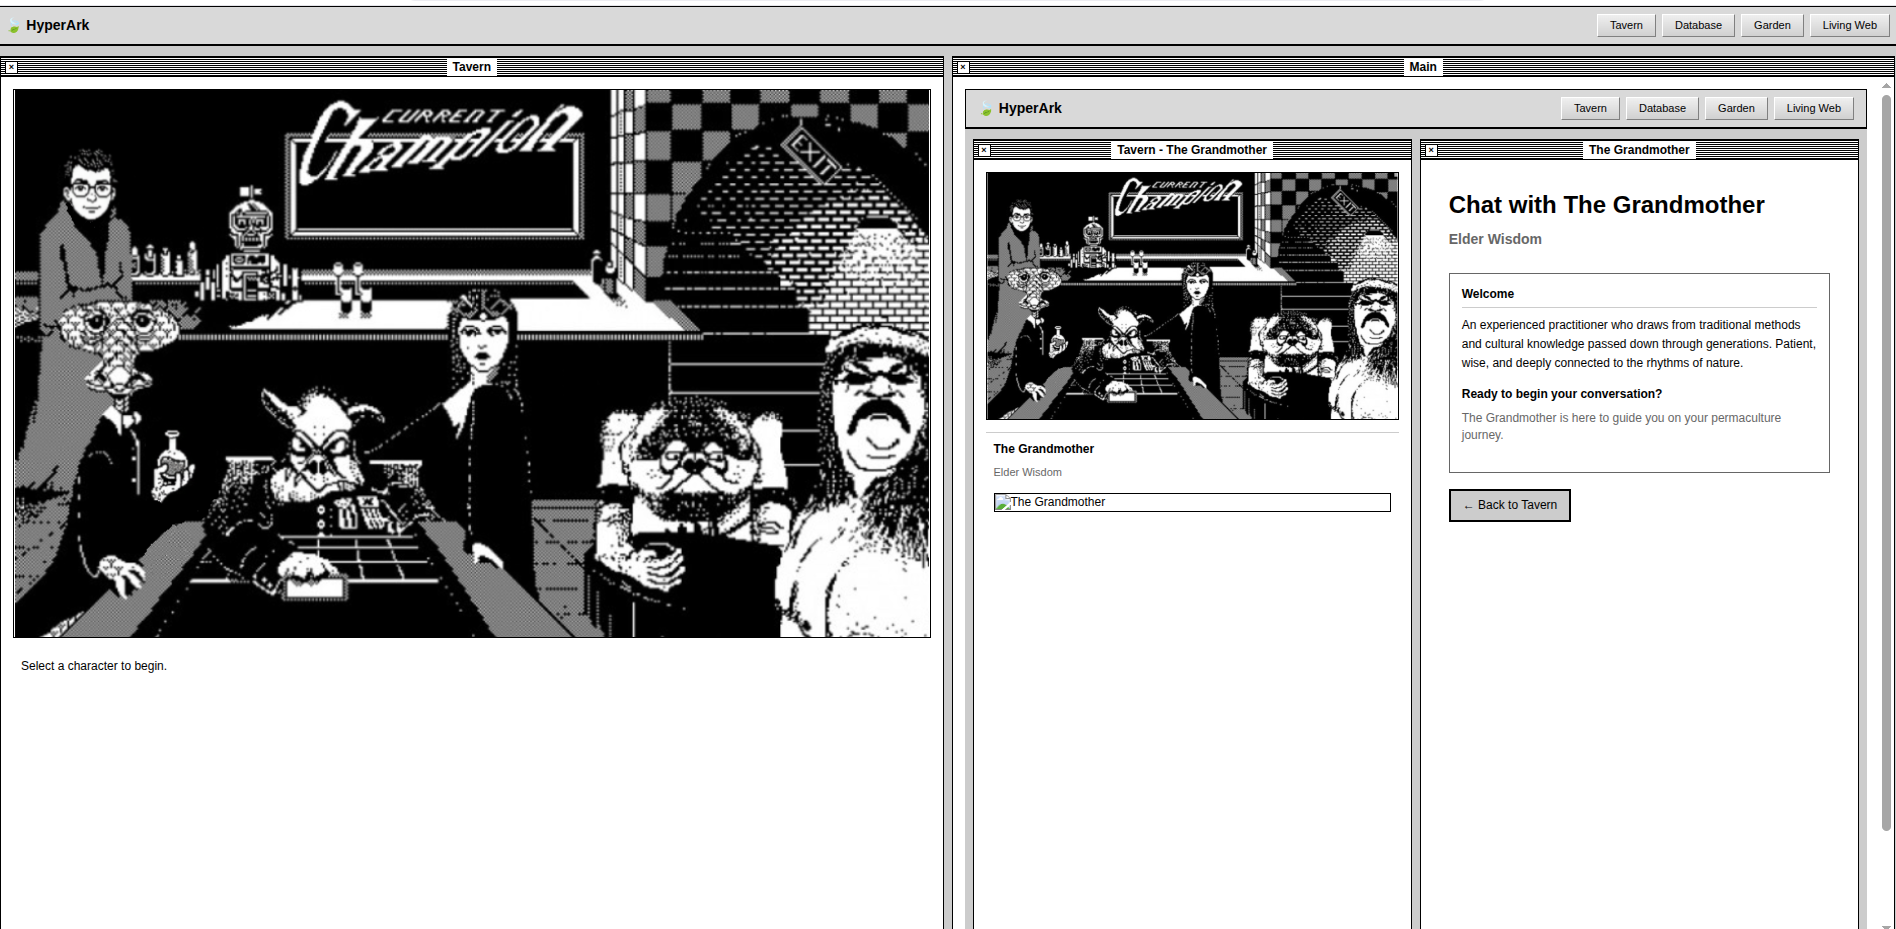 HyperArk
Tavern
Database
Garden
Living Web
Tavern
CURRENT
Champion
EXIT
Select a character to begin.
Main
HyperArk
Tavern
Database
Garden
Living Web
Tavern - The Grandmother
CURRENT
Champion
EXIT
The Grandmother
Elder Wisdom
The Grandmother
The Grandmother
Chat with The Grandmother
Elder Wisdom
Welcome
An experienced practitioner who draws from traditional methods
and cultural knowledge passed down through generations. Patient,
wise, and deeply connected to the rhythms of nature.
Ready to begin your conversation?
The Grandmother is here to guide you on your permaculture
journey.
← Back to Tavern